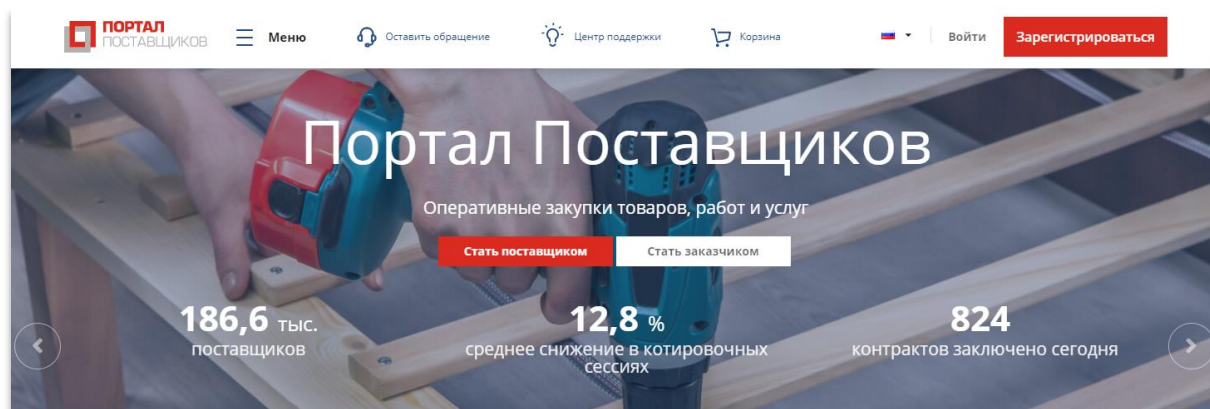 ПОРТАЛ
ПОСТАВЩИКОВ
Меню
Оставить обращение
Центр поддержки
Корзина
Войти
Зарегистрироваться
Портал Поставщиков
Оперативные закупки товаров, работ и услуг
Стать поставщиком
Стать заказчиком
186,6 тыс.
поставщиков
12,8 %
среднее снижение в котировочных
сессиях
824
контрактов заключено сегодня